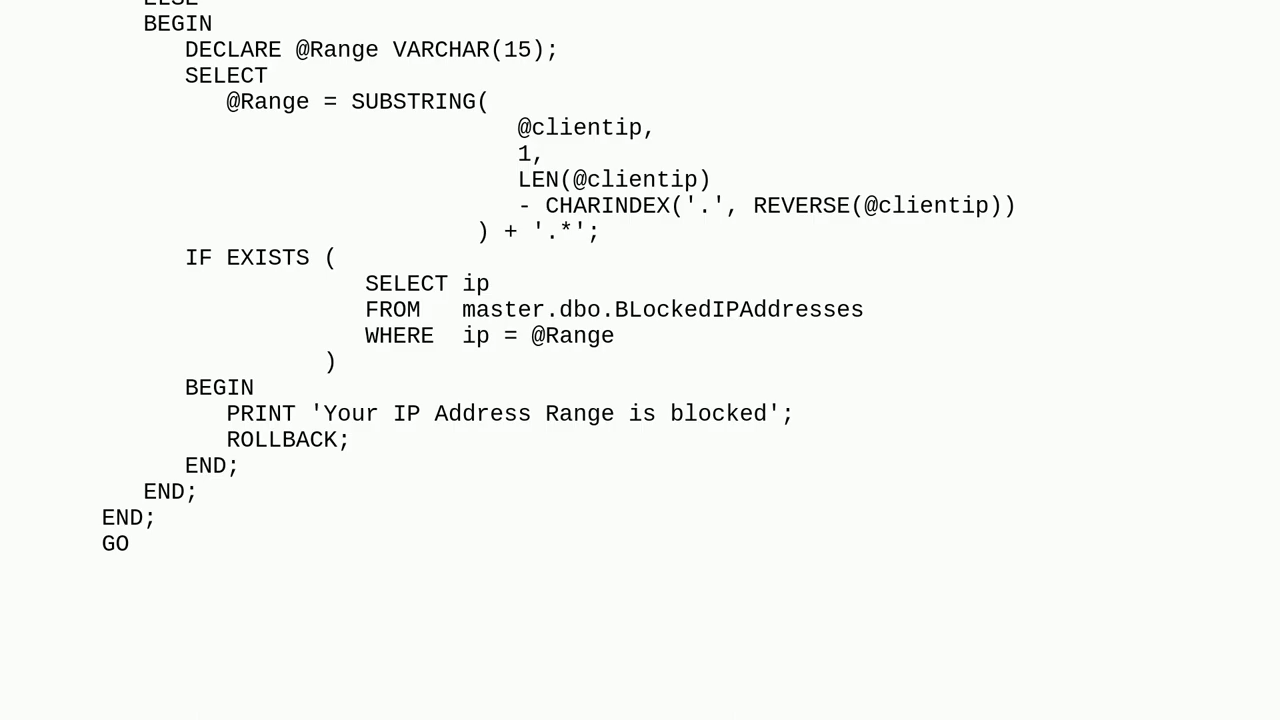 ELSE
BEGIN
DECLARE @Range VARCHAR(15);
SELECT
@Range = SUBSTRING(
@clientip,
1,
LEN(@clientip)
- CHARINDEX('.', REVERSE(@clientip))
) + '.*';
IF EXISTS (
SELECT ip
FROM master.dbo.BLockedIPAddresses
WHERE ip = @Range
)
BEGIN
PRINT 'Your IP Address Range is blocked';
ROLLBACK;
END;
END;
END;
GO